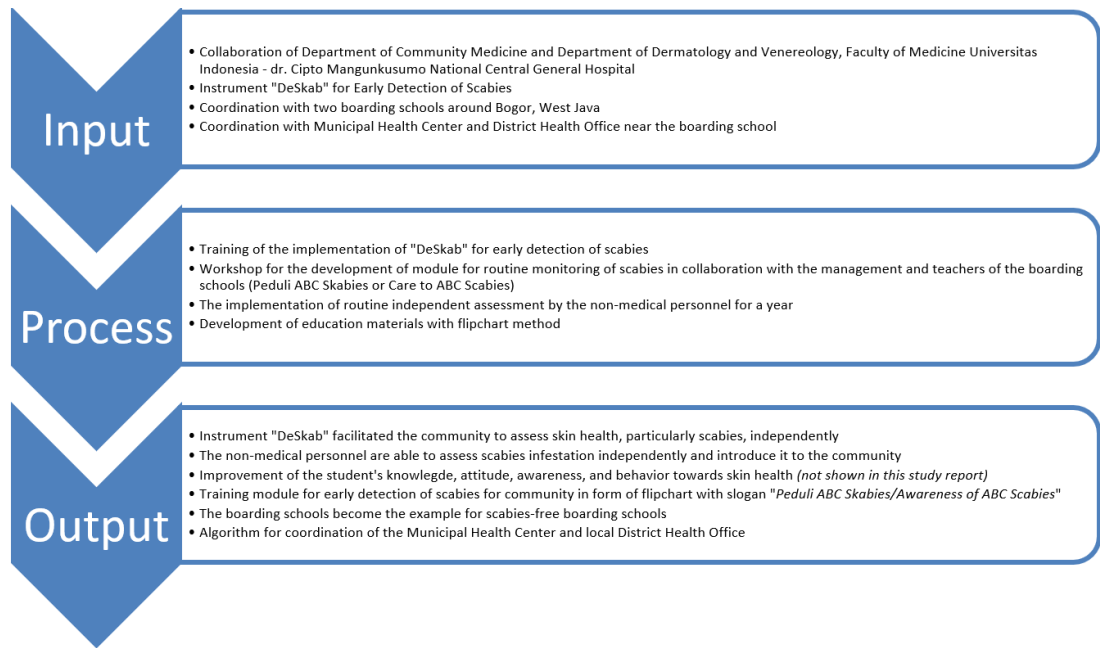 Input
• Collaboration of Department of Community Medicine and Department of Dermatology and Venereology, Faculty of Medicine Universitas
Indonesia - dr. Cipto Mangunkusumo National Central General Hospital
• Instrument "DeSkab" for Early Detection of Scabies
• Coordination with two boarding schools around Bogor, West Java
• Coordination with Municipal Health Center and District Health Office near the boarding school
Process
• Training of the implementation of "DeSkab" for early detection of scabies
• Workshop for the development of module for routine monitoring of scabies in collaboration with the management and teachers of the boarding
schools (Peduli ABC Skabies or Care to ABC Scabies)
• The implementation of routine independent assessment by the non-medical personnel for a year
• Development of education materials with flipchart method
Output
• Instrument "DeSkab" facilitated the community to assess skin health, particularly scabies, independently
• The non-medical personnel are able to assess scabies infestation independently and introduce it to the community
• Improvement of the student's knowlegde, attitude, awareness, and behavior towards skin health (not shown in this study report)
• Training module for early detection of scabies for community in form of flipchart with slogan "Peduli ABC Skabies/Awareness of ABC Scabies"
• The boarding schools become the example for scabies-free boarding schools
• Algorithm for coordination of the Municipal Health Center and local District Health Office